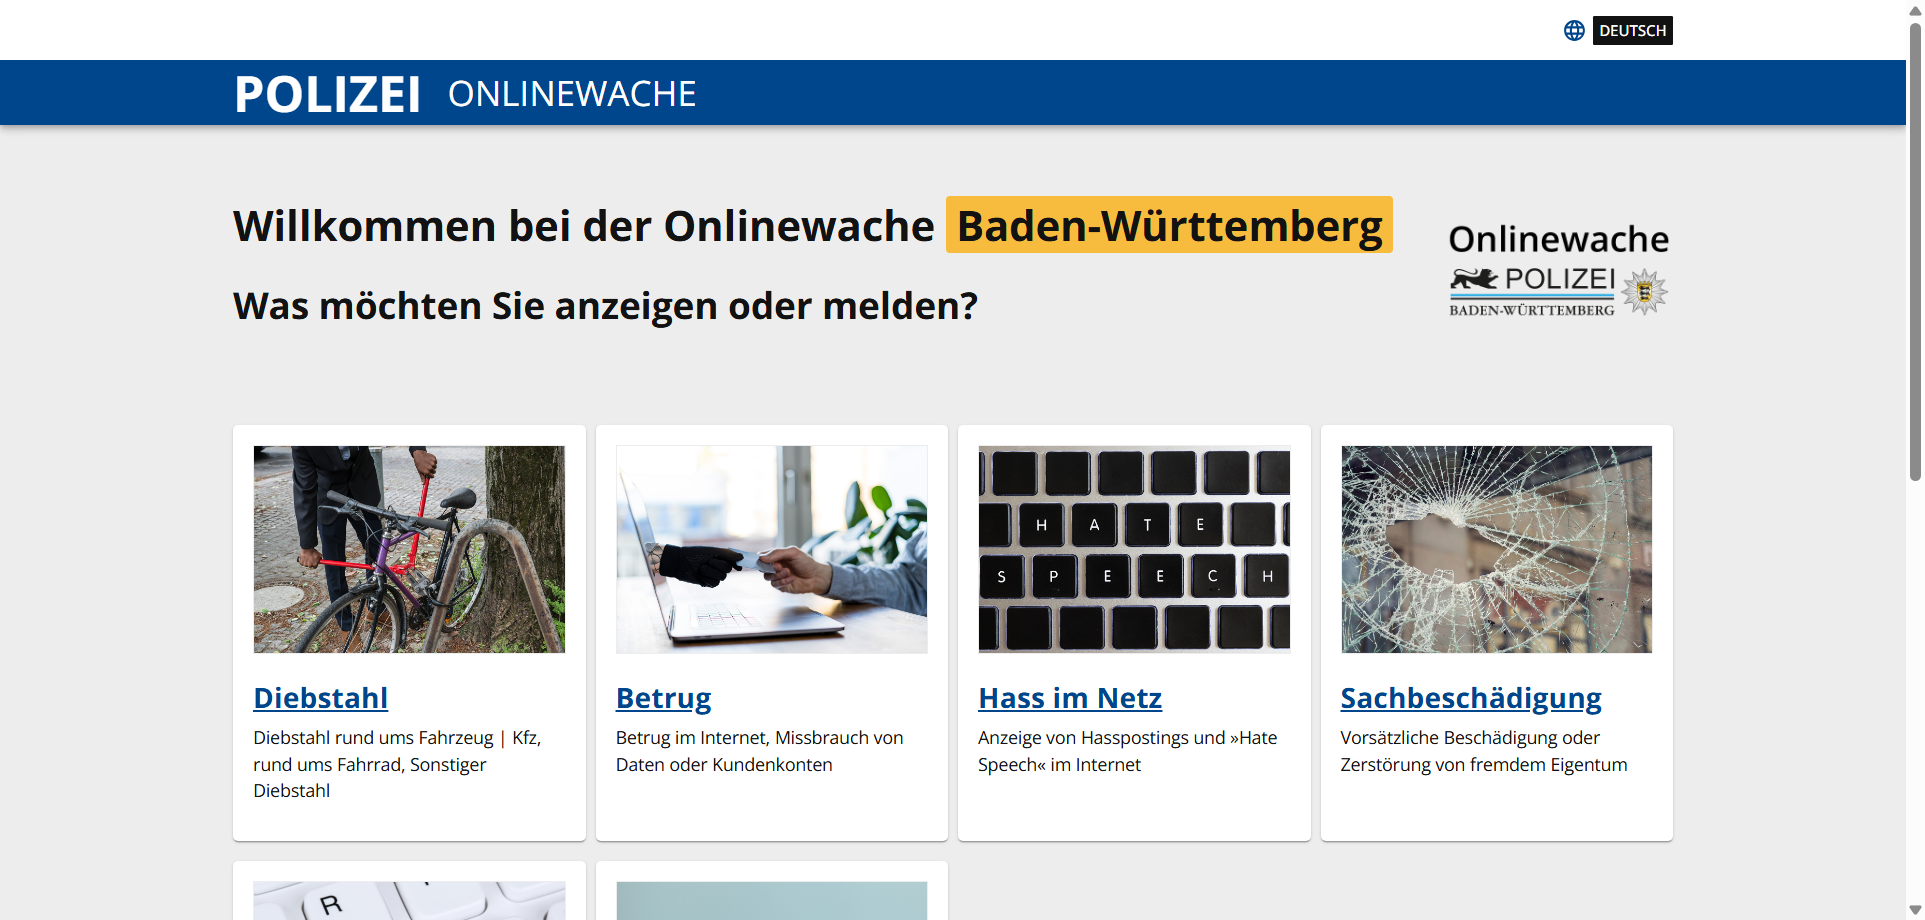 DEUTSCH
POLIZEI ONLINEWACHE
Willkommen bei der Onlinewache Baden-Württemberg
Was möchten Sie anzeigen oder melden?
Onlinewache
POLIZEI
BADEN-WÜRTTEMBERG
H A T E
S P E E C H
Diebstahl
Diebstahl rund ums Fahrzeug | Kfz,
rund ums Fahrrad, Sonstiger
Diebstahl
Betrug
Betrug im Internet, Missbrauch von
Daten oder Kundenkonten
Hass im Netz
Anzeige von Hasspostings und »Hate
Speech« im Internet
Sachbeschädigung
Vorsätzliche Beschädigung oder
Zerstörung von fremdem Eigentum
R